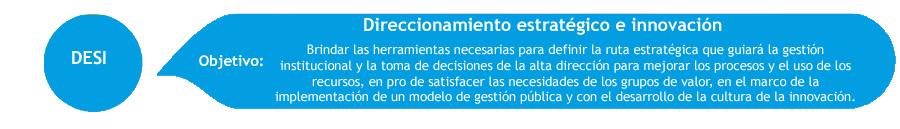 DESI
Direccionamiento estratégico e innovación
Objetivo:
Brindar las herramientas necesarias para definir la ruta estratégica que guiará la gestión
institucional y la toma de decisiones de la alta dirección para mejorar los procesos y el uso de los
recursos, en pro de satisfacer las necesidades de los grupos de valor, en el marco de la
implementación de un modelo de gestión pública y con el desarrollo de la cultura de la innovación.